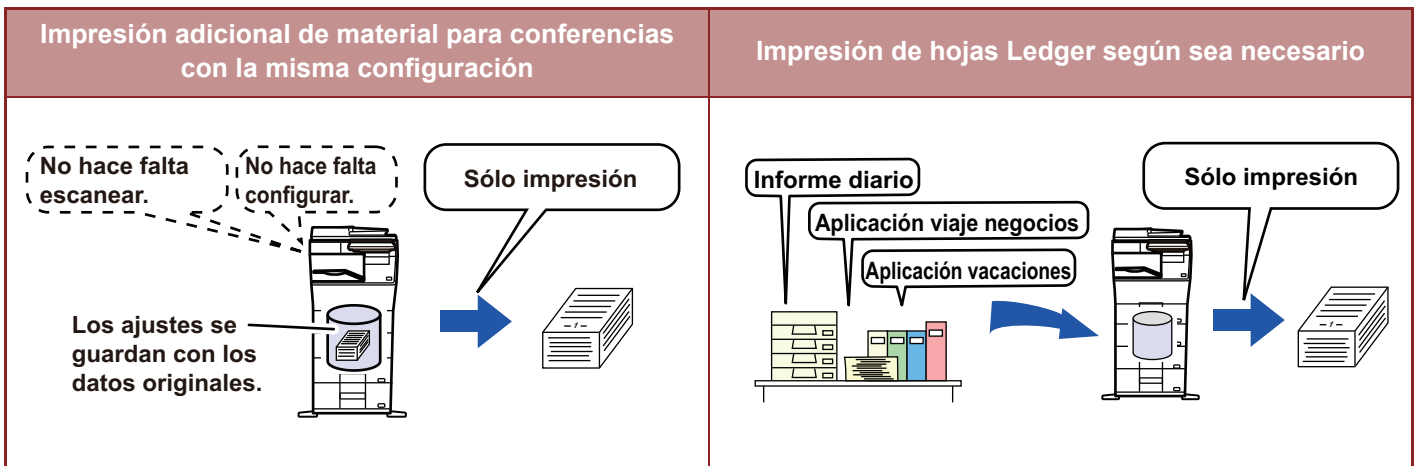 Impresión adicional de material para conferencias
con la misma configuración
No hace falta
escanear.
No hace falta
configurar.
Sólo impresión
Los ajustes se
guardan con los
datos originales.
-1-
Impresión de hojas Ledger según sea necesario
Informe diario
Aplicación viaje negocios
Aplicación vacaciones
Sólo impresión
-1-